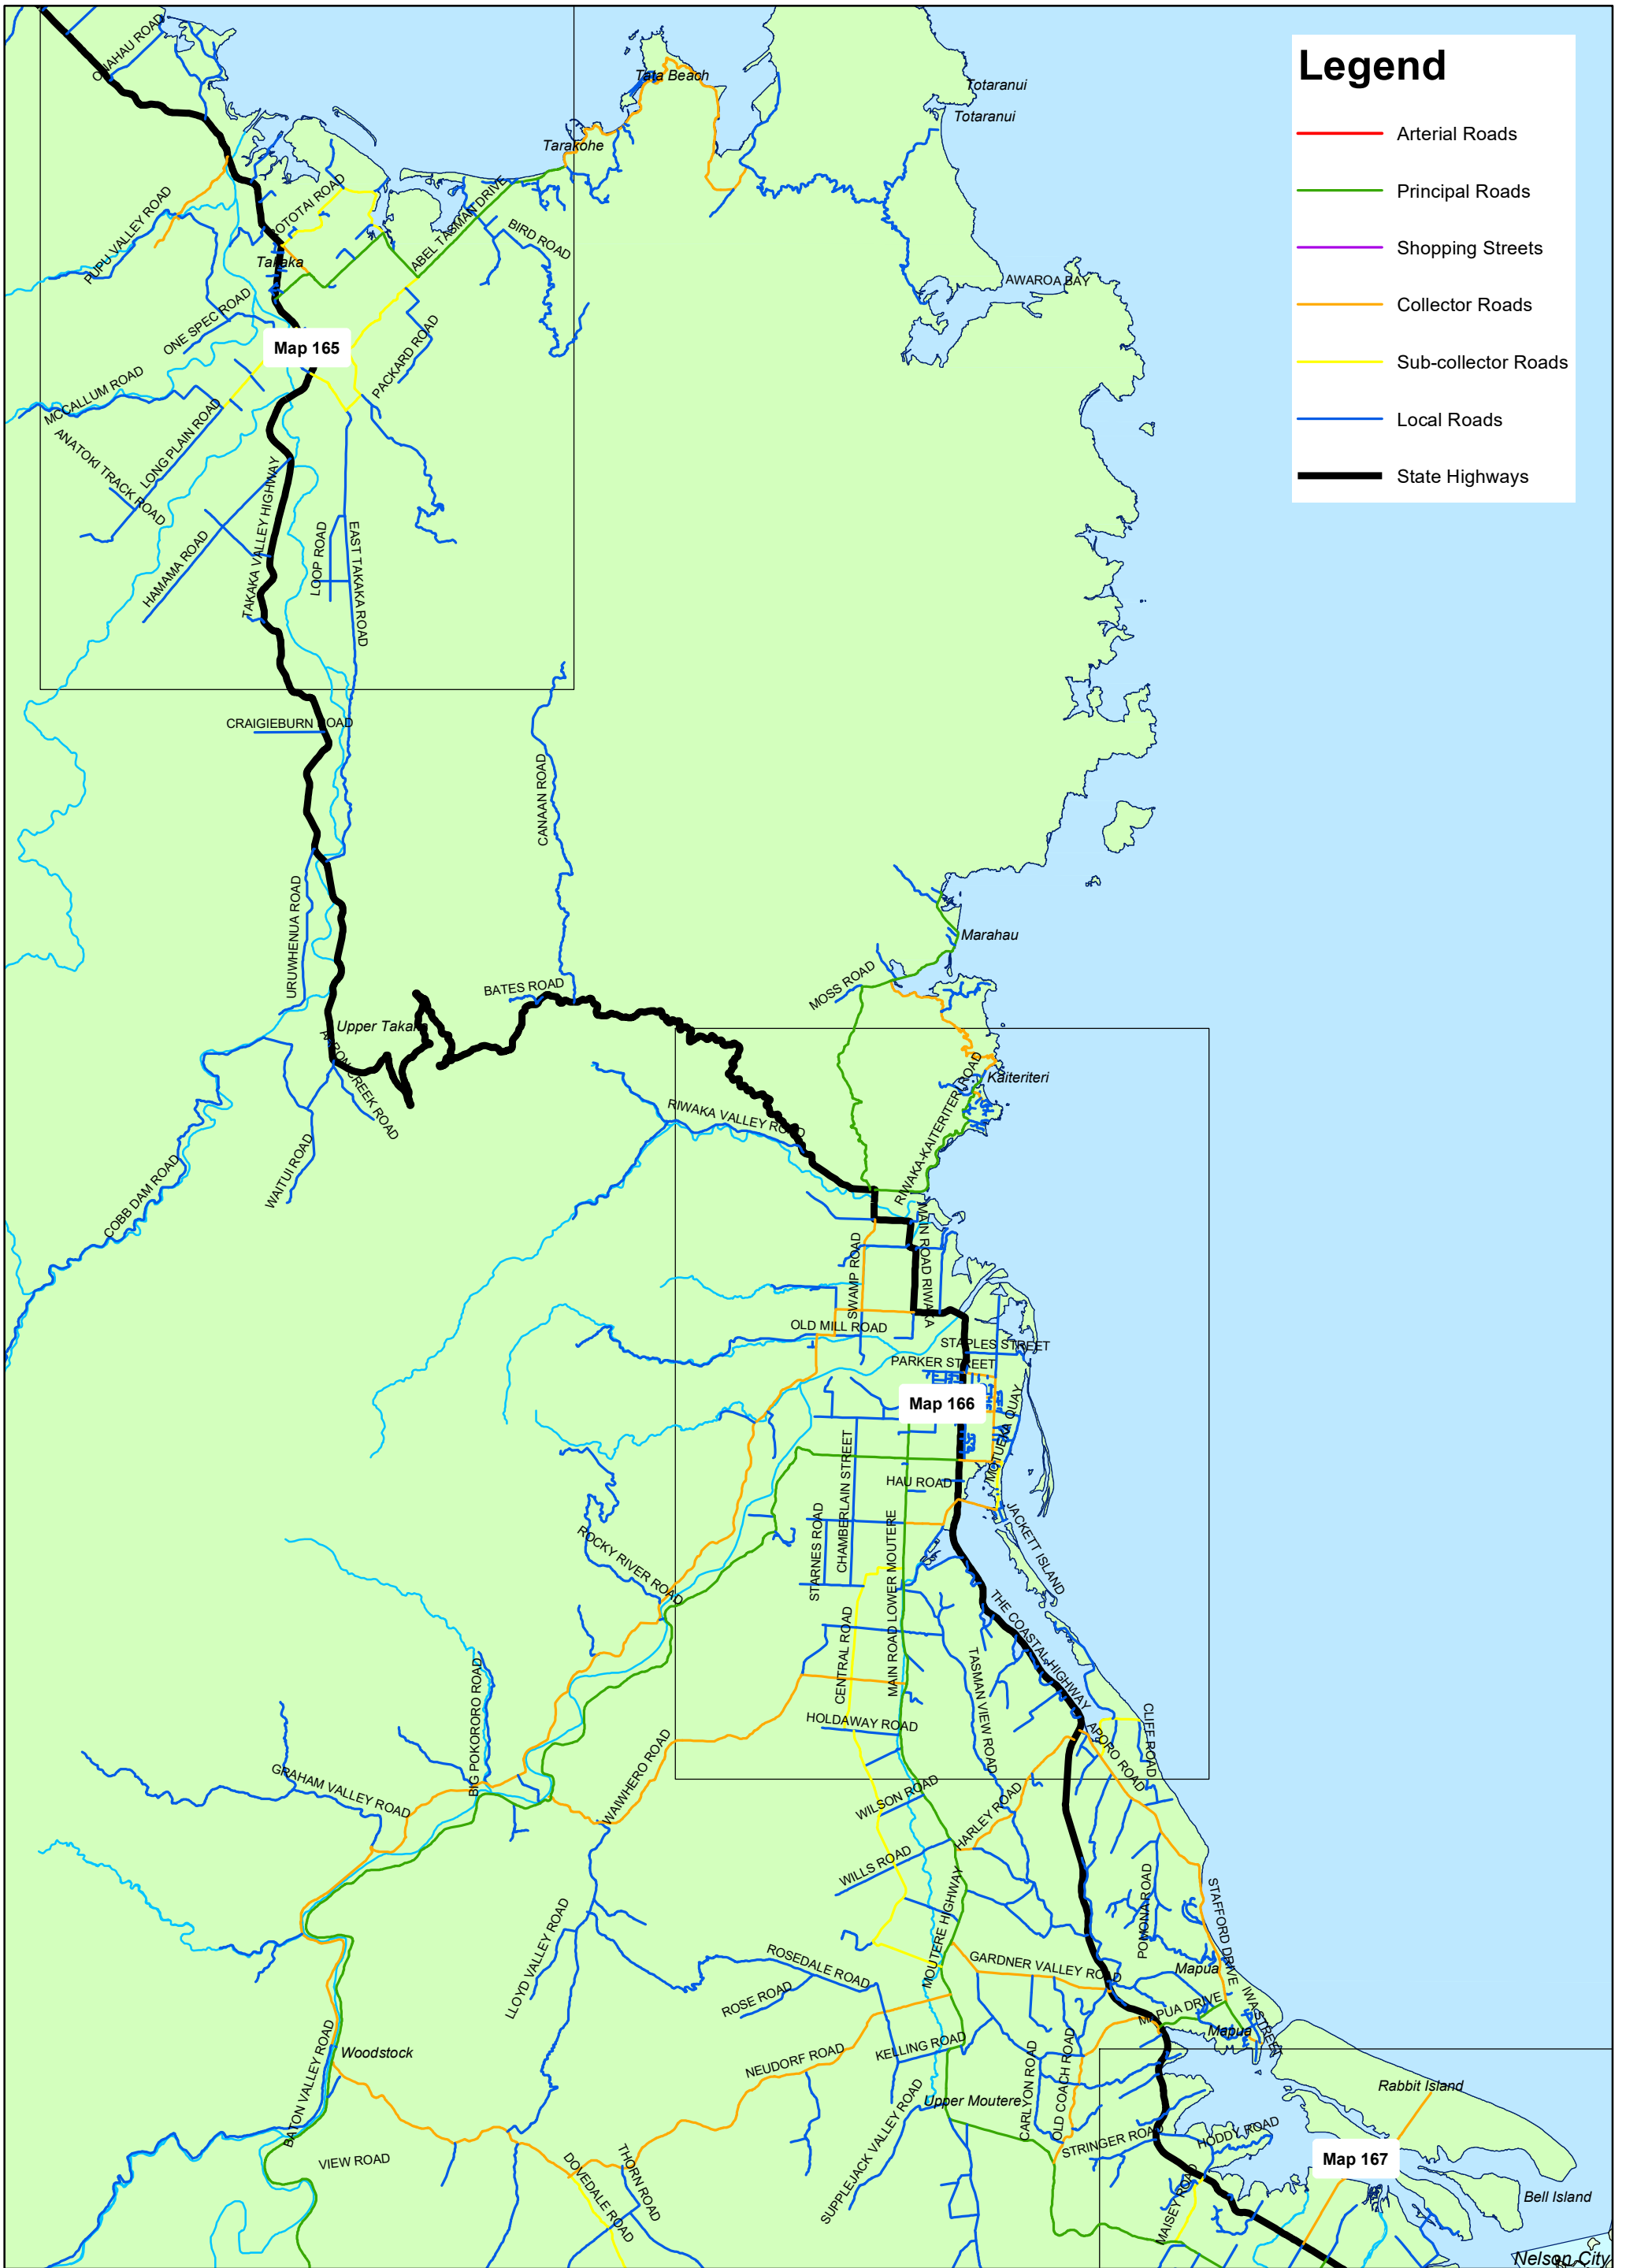 Legend
Arterial Roads
Principal Roads
Shopping Streets
Collector Roads
Sub-collector Roads
Local Roads
State Highways
ONAHAU ROAD
Tata Beach
Totaranui
Totaranui
Tarakohe
PUPU VALLEY ROAD
ROTOTAI ROAD
ABEL TASMAN DRIVE
BIRD ROAD
Takaka
AWAROA BAY
ONE SPEC ROAD
Map 165
PACKARD ROAD
MCCALLUM ROAD
LONG PLAIN ROAD
ANATOKI TRACK ROAD
TAKAKA VALLEY HIGHWAY
HAMAMA ROAD
LOOP ROAD
EAST TAKAKA ROAD
CRAIGIEBURN ROAD
CANAAN ROAD
URUWHENUA ROAD
Marahau
MOSS ROAD
BATES ROAD
Upper Takaka
CREEK ROAD
Kaiteriteri
RIWAKA VALLEY ROAD
RIWAKA-KAITERITERI ROAD
WAITUI ROAD
COBB DAM ROAD
MAIN ROAD RIWAKA
SWAMP ROAD
OLD MILL ROAD
STAPLES STREET
PARKER STREET
Map 166
MOTUEKA QUAY
CHAMBERLAIN STREET
HAU ROAD
STARNES ROAD
JACKETT ISLAND
ROCKY RIVER ROAD
MAIN ROAD LOWER MOUTERE
THE COASTAL HIGHWAY
CENTRAL ROAD
TASMAN VIEW ROAD
BIG POKORORO ROAD
HOLDAWAY ROAD
CLIFF ROAD
APORO ROAD
WAIWHERO ROAD
GRAHAM VALLEY ROAD
WILSON ROAD
HARLEY ROAD
WILLS ROAD
MOUTERE HIGHWAY
POMONA ROAD
STAFFORD DRIVE
LLOYD VALLEY ROAD
ROSEDALE ROAD
GARDNER VALLEY ROAD
Mapua
ROSE ROAD
MAPUA DRIVE
IWA STREET
Mapua
KELLING ROAD
NEUDORF ROAD
Woodstock
BATON VALLEY ROAD
CARLYON ROAD
OLD COACH ROAD
Rabbit Island
Upper Moutere
SUPPLEJACK VALLEY ROAD
STRINGER ROAD
HODDY ROAD
VIEW ROAD
Map 167
DOVEDALE ROAD
THORN ROAD
MAISEY ROAD
Bell Island
Nelson City